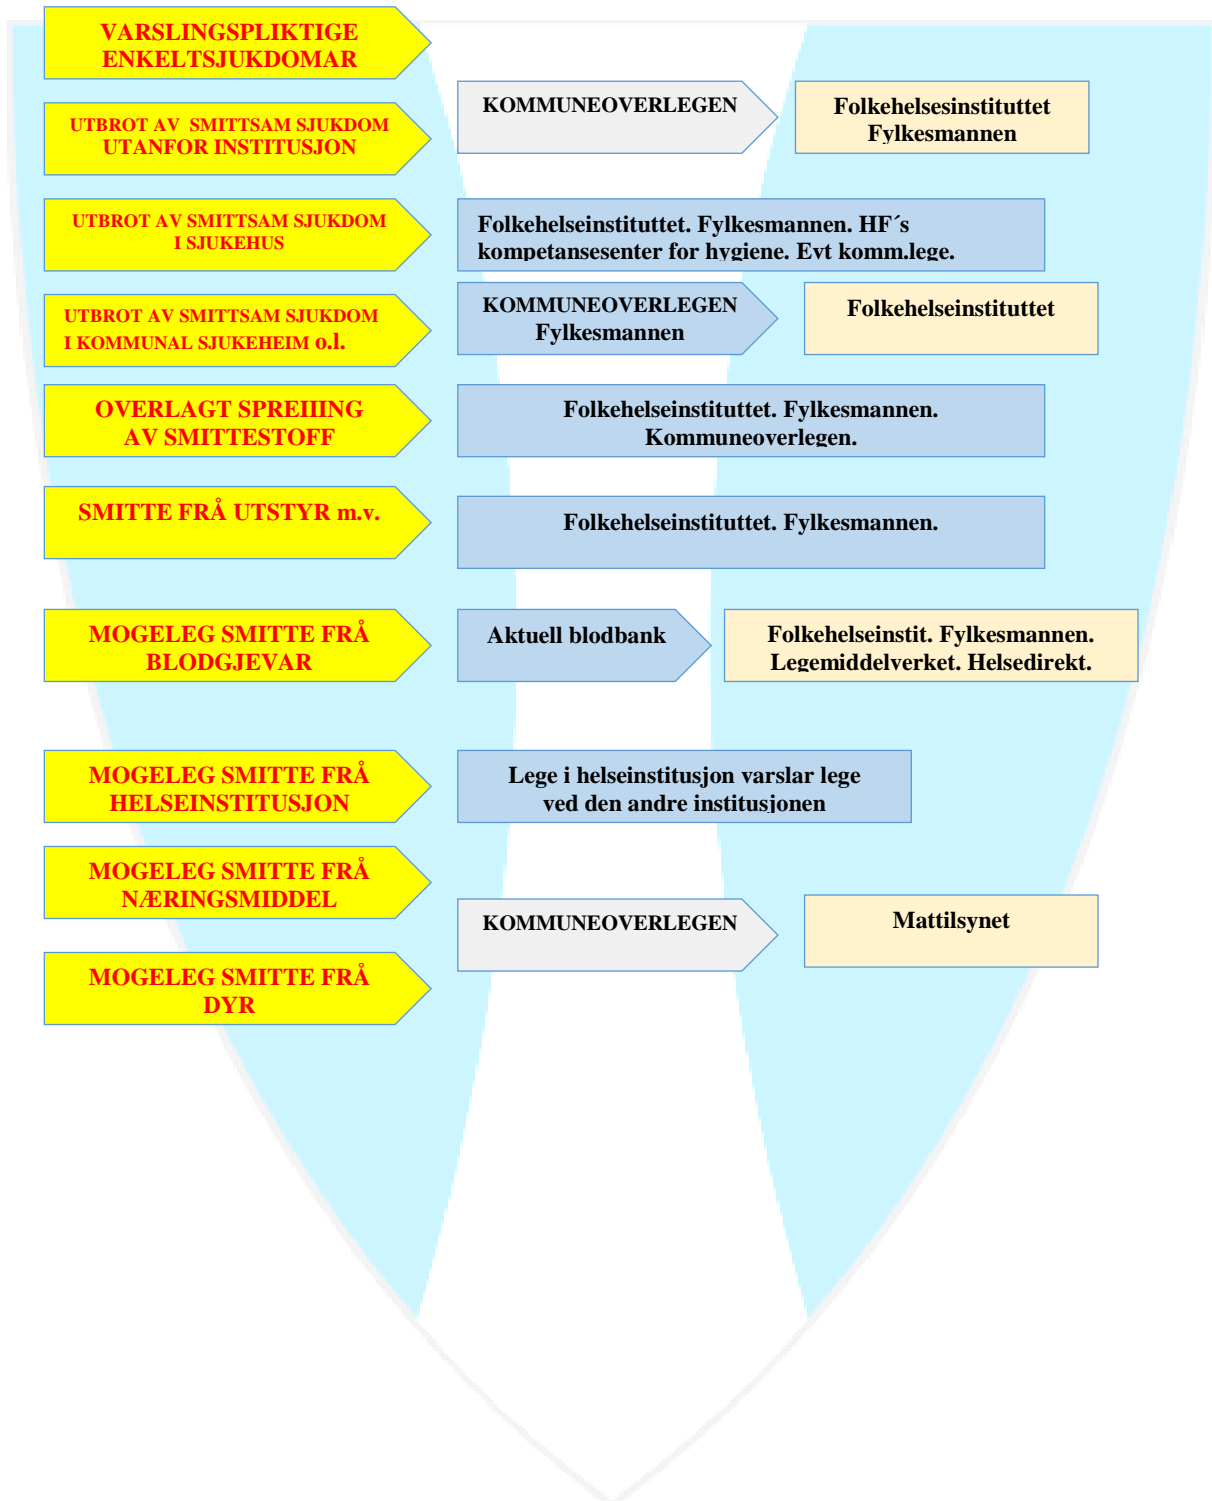 VARSLINGSPLIKTIGE
ENKELTSJUKDOMAR
UTBROT AV SMITTSAM SJUKDOM
UTANFOR INSTITUSJON
KOMMUNEOVERLEGEN
Folkehelsesinstituttet
Fylkesmannen
UTBROT AV SMITTSAM SJUKDOM
I SJUKEHUS
Folkehelseinstituttet. Fylkesmannen. HF´s
kompetansesenter for hygiene. Evt komm.lege.
UTBROT AV SMITTSAM SJUKDOM
I KOMMUNAL SJUKEHEIM o.l.
KOMMUNEOVERLEGEN
Fylkesmannen
Folkehelseinstituttet
OVERLAGT SPREIIING
AV SMITTESTOFF
Folkehelseinstituttet. Fylkesmannen.
Kommuneoverlegen.
SMITTE FRÅ UTSTYR m.v.
Folkehelseinstituttet. Fylkesmannen.
MOGELEG SMITTE FRÅ
BLODGJEVAR
Aktuell blodbank
Folkehelseinstit. Fylkesmannen.
Legemiddelverket. Helsedirekt.
MOGELEG SMITTE FRÅ
HELSEINSTITUSJON
Lege i helseinstitusjon varslar lege
ved den andre institusjonen
MOGELEG SMITTE FRÅ
NÆRINGSMIDDEL
KOMMUNEOVERLEGEN
Mattilsynet
MOGELEG SMITTE FRÅ
DYR